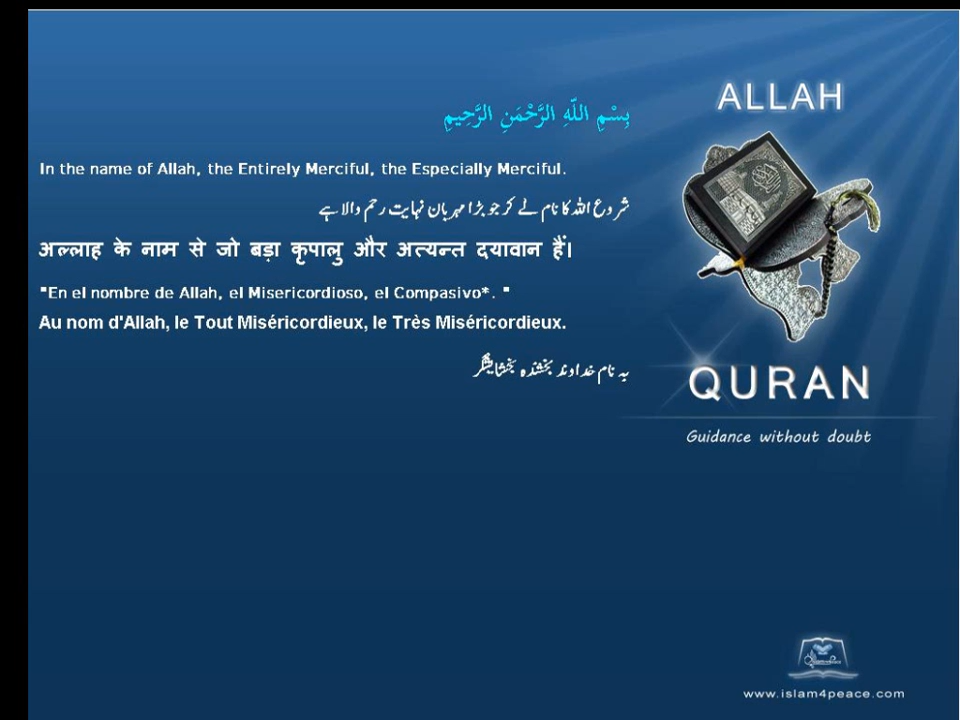 بِسْمِ اللّهِ الرَّحْمَنِ الرَّحِيمِ
In the name of Allah, the Entirely Merciful, the Especially Merciful.
شروع الله کا نام لے کر جو بڑا مہربان نہایت رحم والا ہے
अल्लाह के नाम से जो बड़ा कृपालु और अत्यन्त दयावान हैं।
"En el nombre de Allah, el Misericordioso, el Compasivo*. "
Au nom d'Allah, le Tout Miséricordieux, le Très Miséricordieux.
به نام خداوند بخشنده بخشایشگر
ALLAH
QURAN
Guidance without doubt
www.islam4peace.com